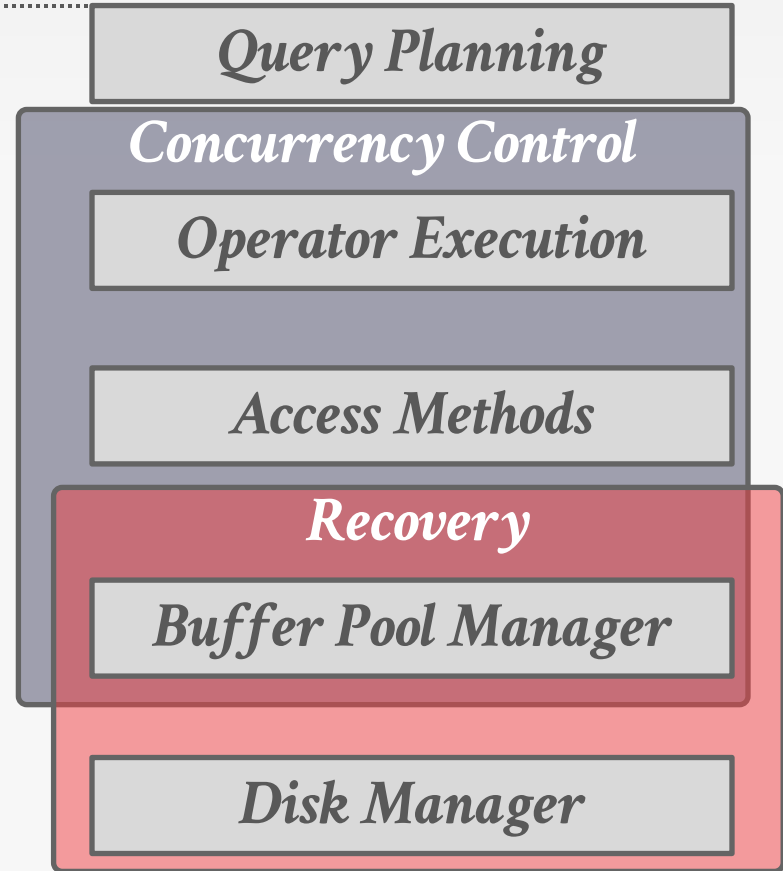 Query Planning
Concurrency Control
Operator Execution
Access Methods
Recovery
Buffer Pool Manager
Disk Manager